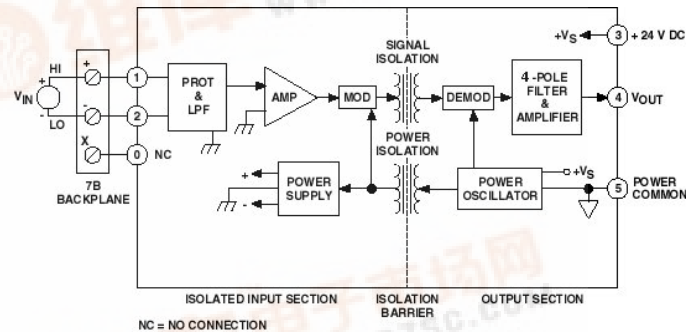 +VS
3
+ 24 V DC
SIGNAL
ISOLATION
HI
+
1
VIN
+
-
LO
-
2
X
0
NC
7B
BACKPLANE
PROT
&
LPF
AMP
MOD
DEMOD
4-POLE
FILTER
&
AMPLIFIER
4
VOUT
POWER
ISOLATION
+
-
POWER
SUPPLY
POWER
OSCILLATOR
+VS
5
POWER
COMMON
ISOLATED INPUT SECTION
ISOLATION
BARRIER
OUTPUT SECTION
NC = NO CONNECTION